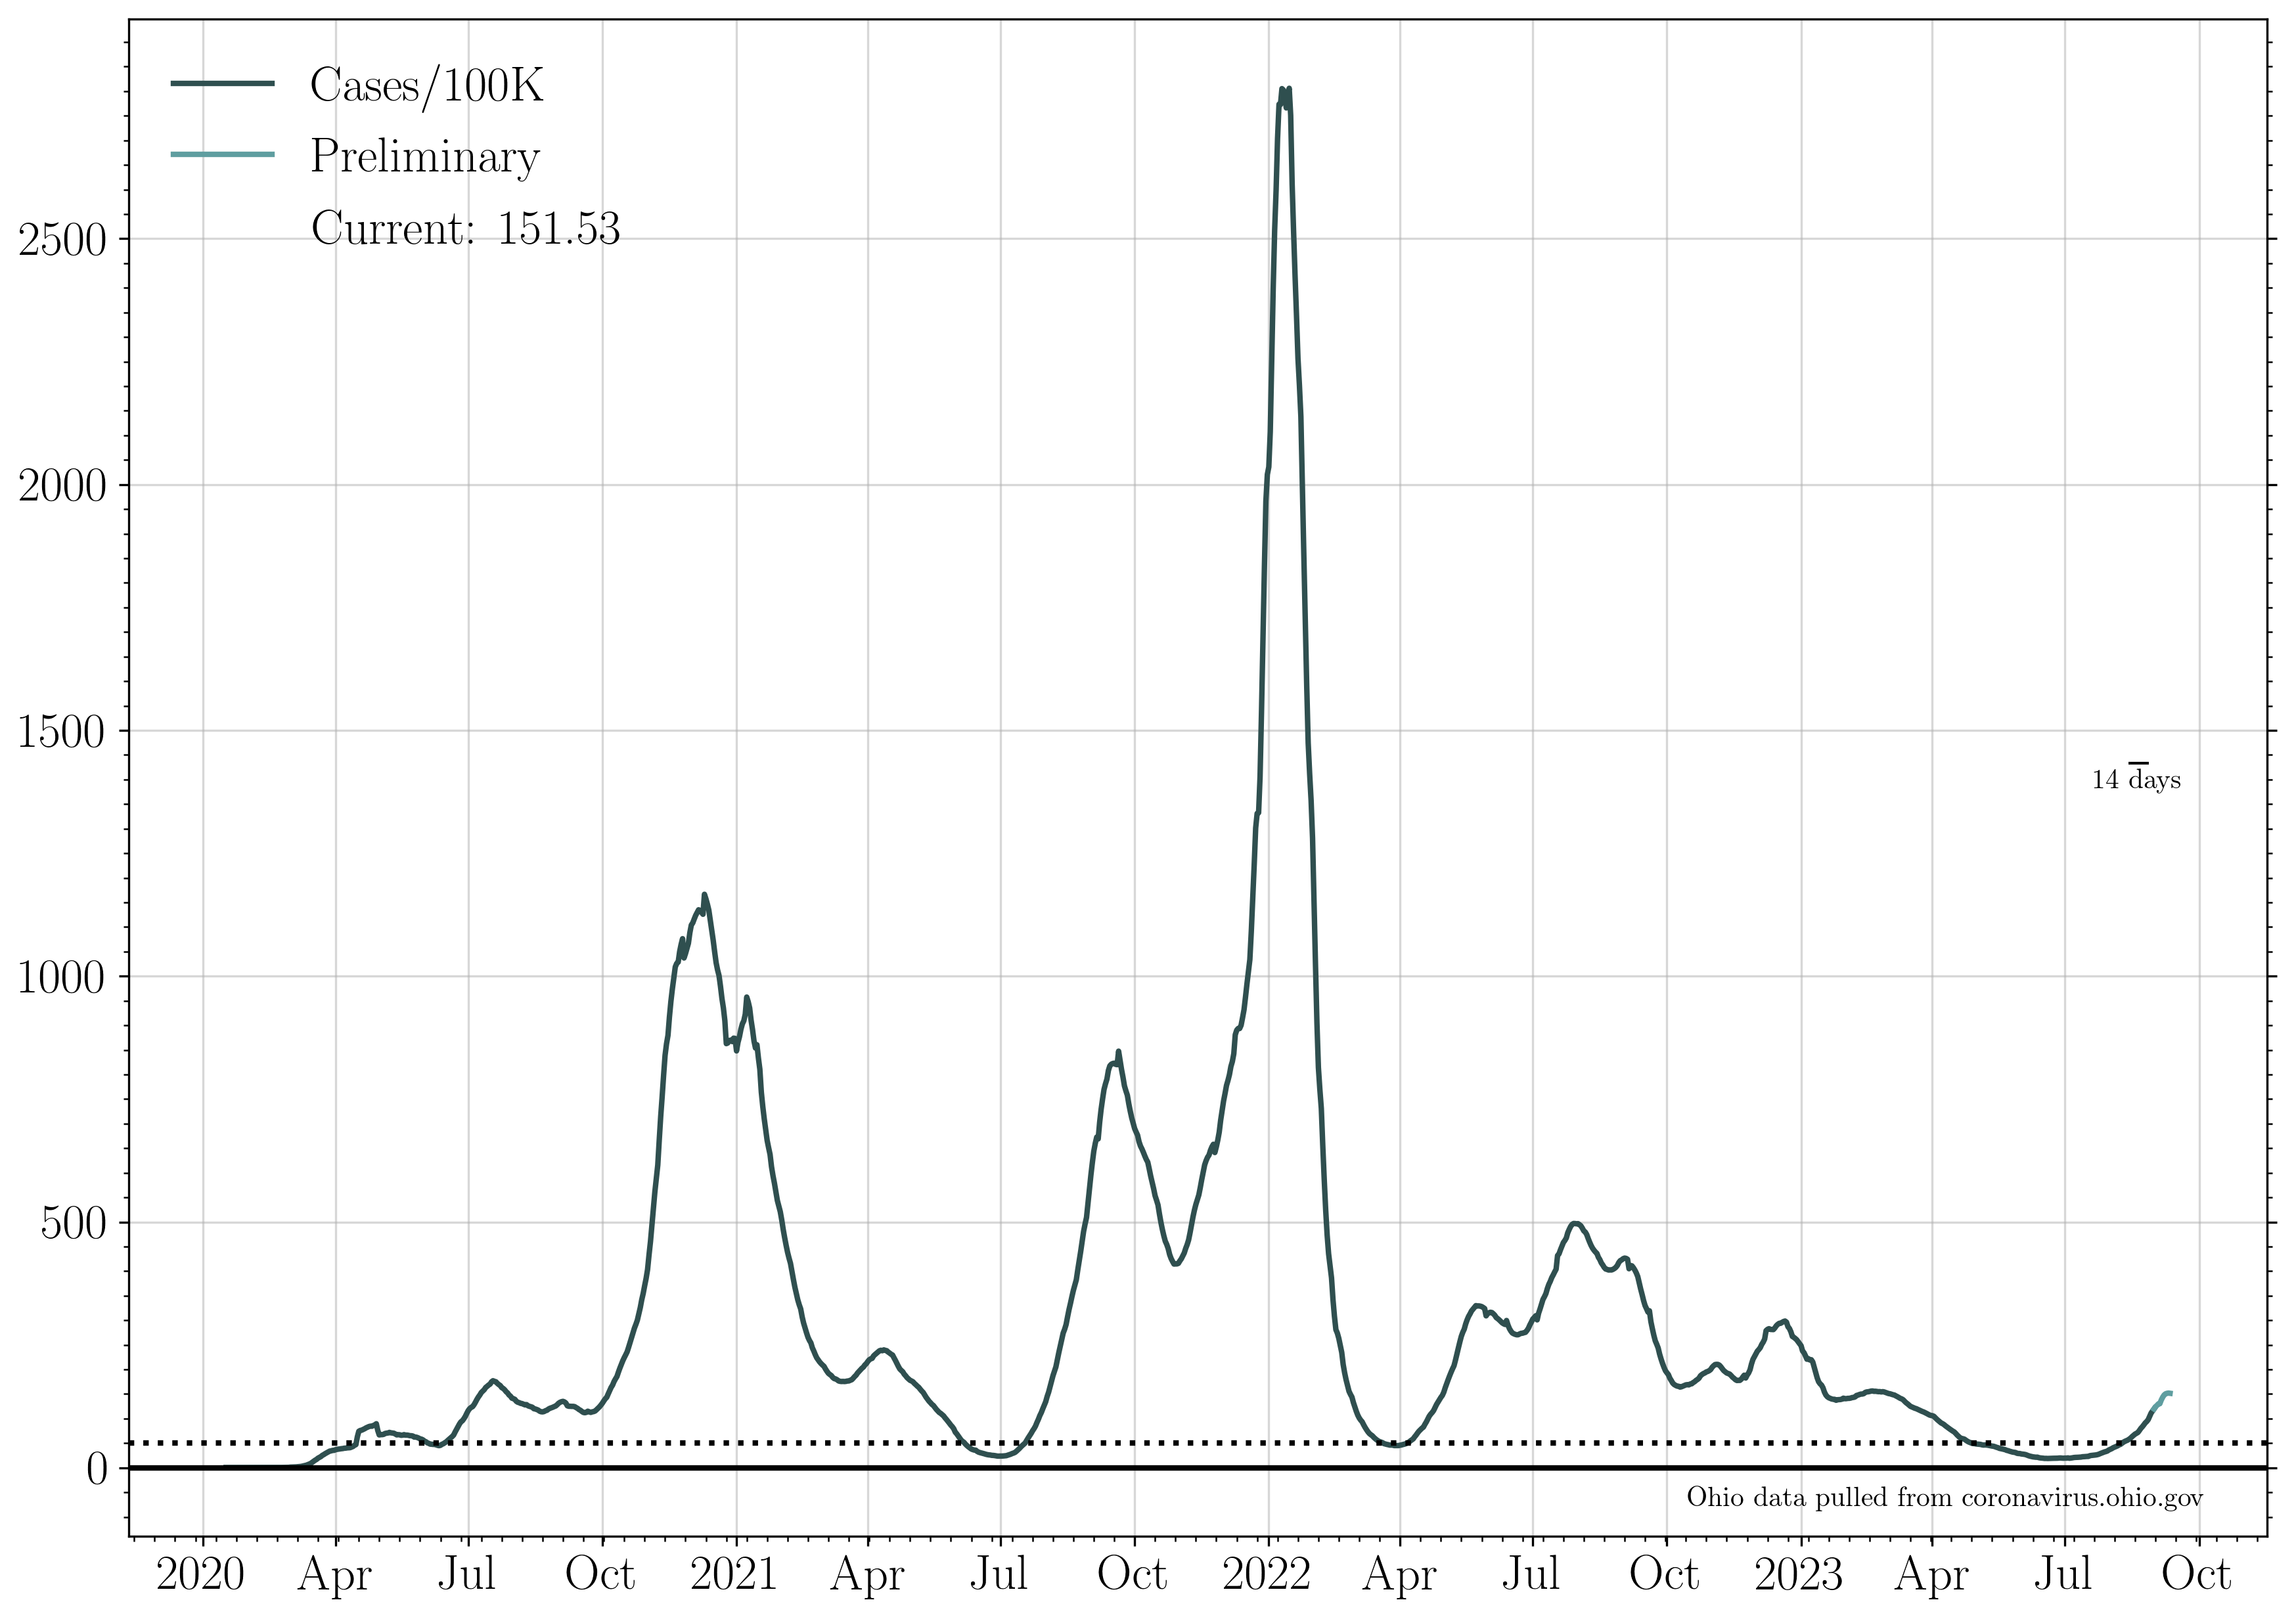 Cases/100K
Preliminary
Current: 151.53
2500
2000
1500
1000
500
0
14 days
Ohio data pulled from coronavirus.ohio.gov
2020 Apr Jul Oct 2021 Apr Jul Oct 2022 Apr Jul Oct 2023 Apr Jul Oct